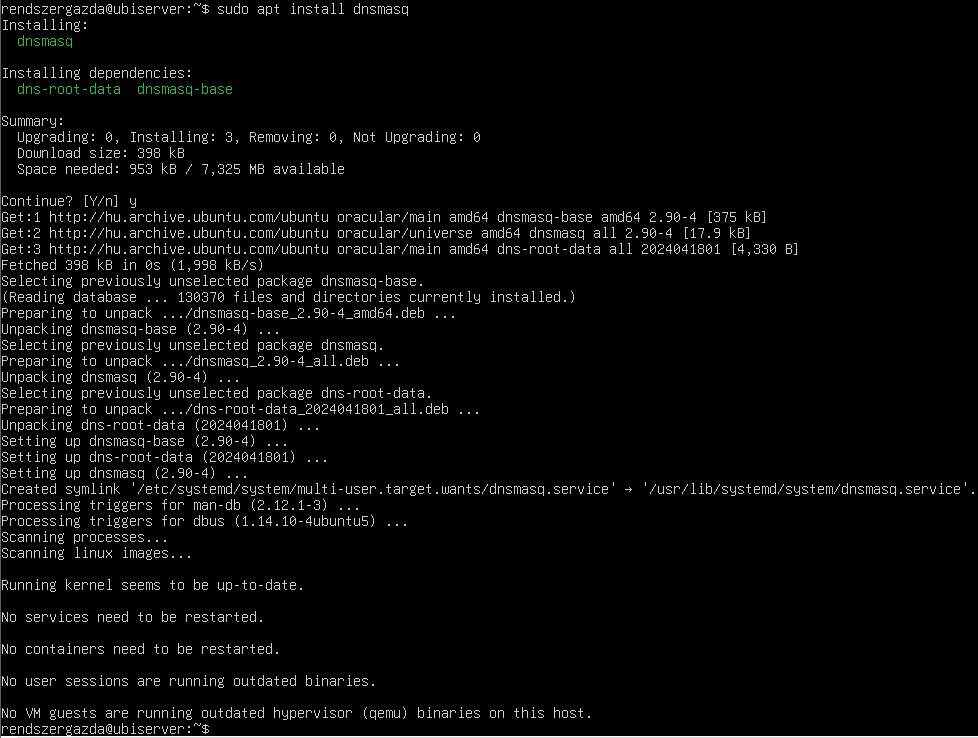 rendszergazda@ubiserver:~$ sudo apt install dnsmasq
Installing:
  dnsmasq

Installing dependencies:
  dns-root-data  dnsmasq-base

Summary:
  Upgrading: 0, Installing: 3, Removing: 0, Not Upgrading: 0
  Download size: 398 kB
  Space needed: 953 kB / 7,325 MB available

Continue? [Y/n] y
Get:1 http://hu.archive.ubuntu.com/ubuntu oracular/main amd64 dnsmasq-base amd64 2.90-4 [375 kB]
Get:2 http://hu.archive.ubuntu.com/ubuntu oracular/universe amd64 dnsmasq all 2.90-4 [17.9 kB]
Get:3 http://hu.archive.ubuntu.com/ubuntu oracular/main amd64 dns-root-data all 2024041801 [4,330 B]
Fetched 398 kB in 0s (1,998 kB/s)
Selecting previously unselected package dnsmasq-base.
(Reading database ... 130370 files and directories currently installed.)
Preparing to unpack .../dnsmasq-base_2.90-4_amd64.deb ...
Unpacking dnsmasq-base (2.90-4) ...
Selecting previously unselected package dnsmasq.
Preparing to unpack .../dnsmasq_2.90-4_all.deb ...
Unpacking dnsmasq (2.90-4) ...
Selecting previously unselected package dns-root-data.
Preparing to unpack .../dns-root-data_2024041801_all.deb ...
Unpacking dns-root-data (2024041801) ...
Setting up dnsmasq-base (2.90-4) ...
Setting up dns-root-data (2024041801) ...
Setting up dnsmasq (2.90-4) ...
Created symlink '/etc/systemd/system/multi-user.target.wants/dnsmasq.service' → '/usr/lib/systemd/system/dnsmasq.service'.
Processing triggers for man-db (2.12.1-3) ...
Processing triggers for dbus (1.14.10-4ubuntu5) ...
Scanning processes...
Scanning linux images...

Running kernel seems to be up-to-date.

No services need to be restarted.

No containers need to be restarted.

No user sessions are running outdated binaries.

No VM guests are running outdated hypervisor (qemu) binaries on this host.
rendszergazda@ubiserver:~$